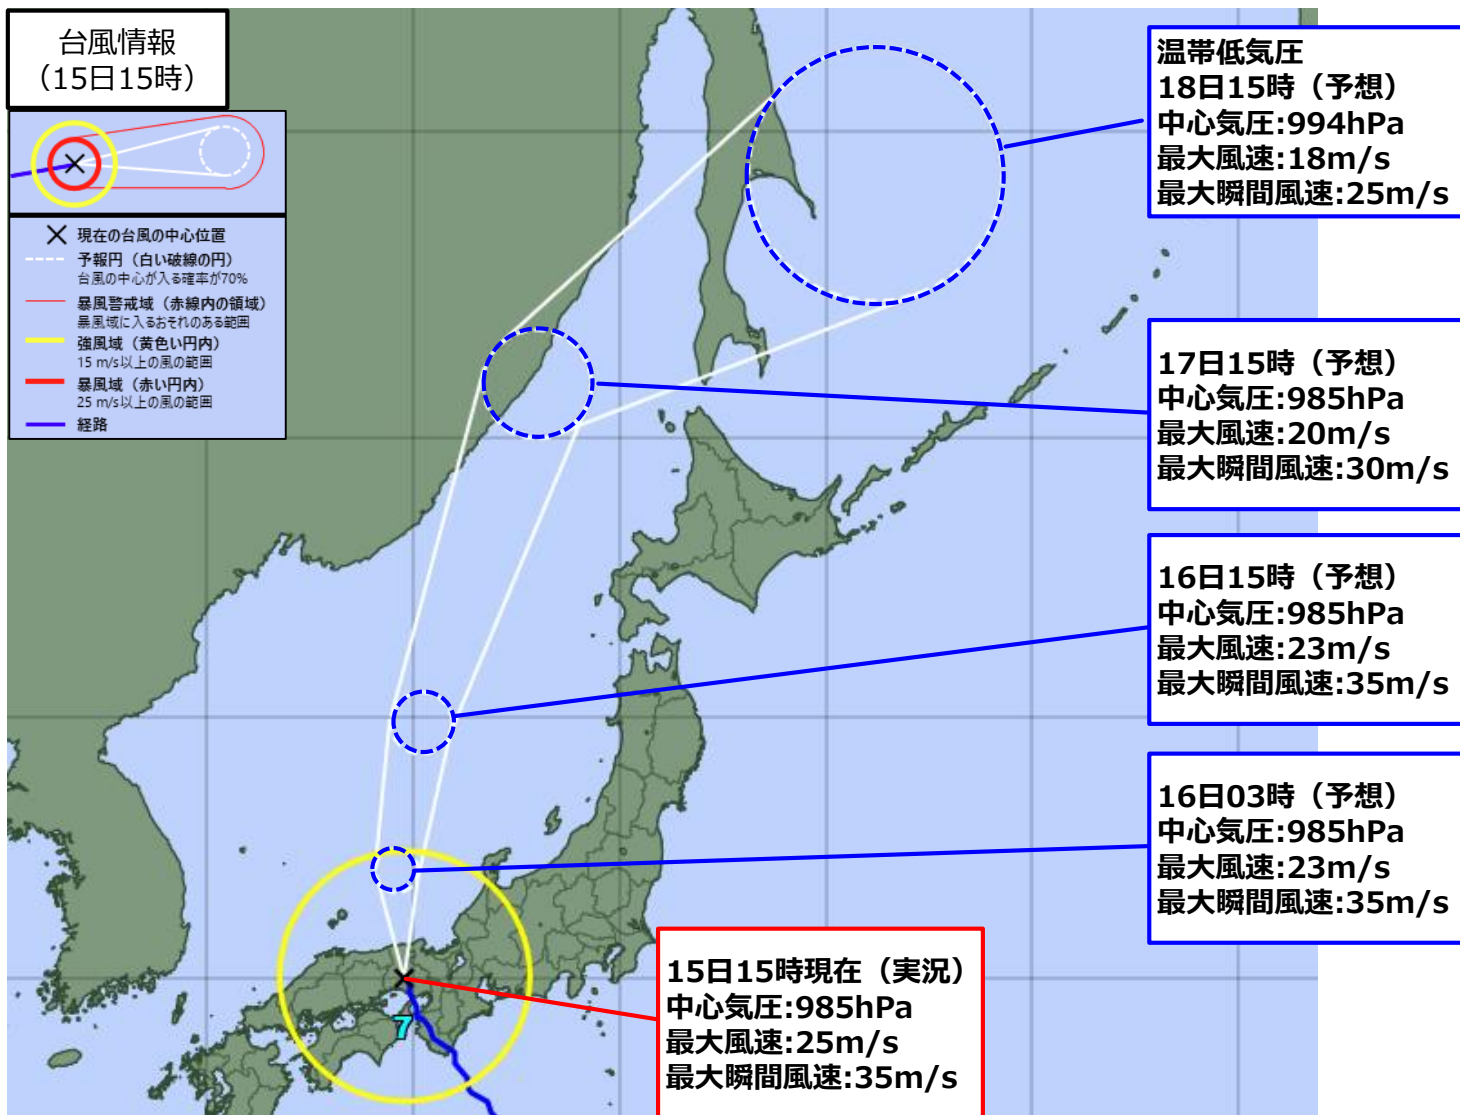 台風情報
（15日15時）
現在の台風の中心位置
予報円（白い破線の円）
台風の中心が入る確率が70%
暴風警戒域（赤線内の領域）
暴風域に入るおそれのある範囲
強風域（黄色い円内）
15 m/s以上の風の範囲
暴風域（赤い円内）
25 m/s以上の風の範囲
経路
温帯低気圧
18日15時（予想）
中心気圧:994hPa
最大風速:18m/s
最大瞬間風速:25m/s
17日15時（予想）
中心気圧:985hPa
最大風速:20m/s
最大瞬間風速:30m/s
16日15時（予想）
中心気圧:985hPa
最大風速:23m/s
最大瞬間風速:35m/s
16日03時（予想）
中心気圧:985hPa
最大風速:23m/s
最大瞬間風速:35m/s
15日15時現在（実況）
中心気圧:985hPa
最大風速:25m/s
最大瞬間風速:35m/s
7